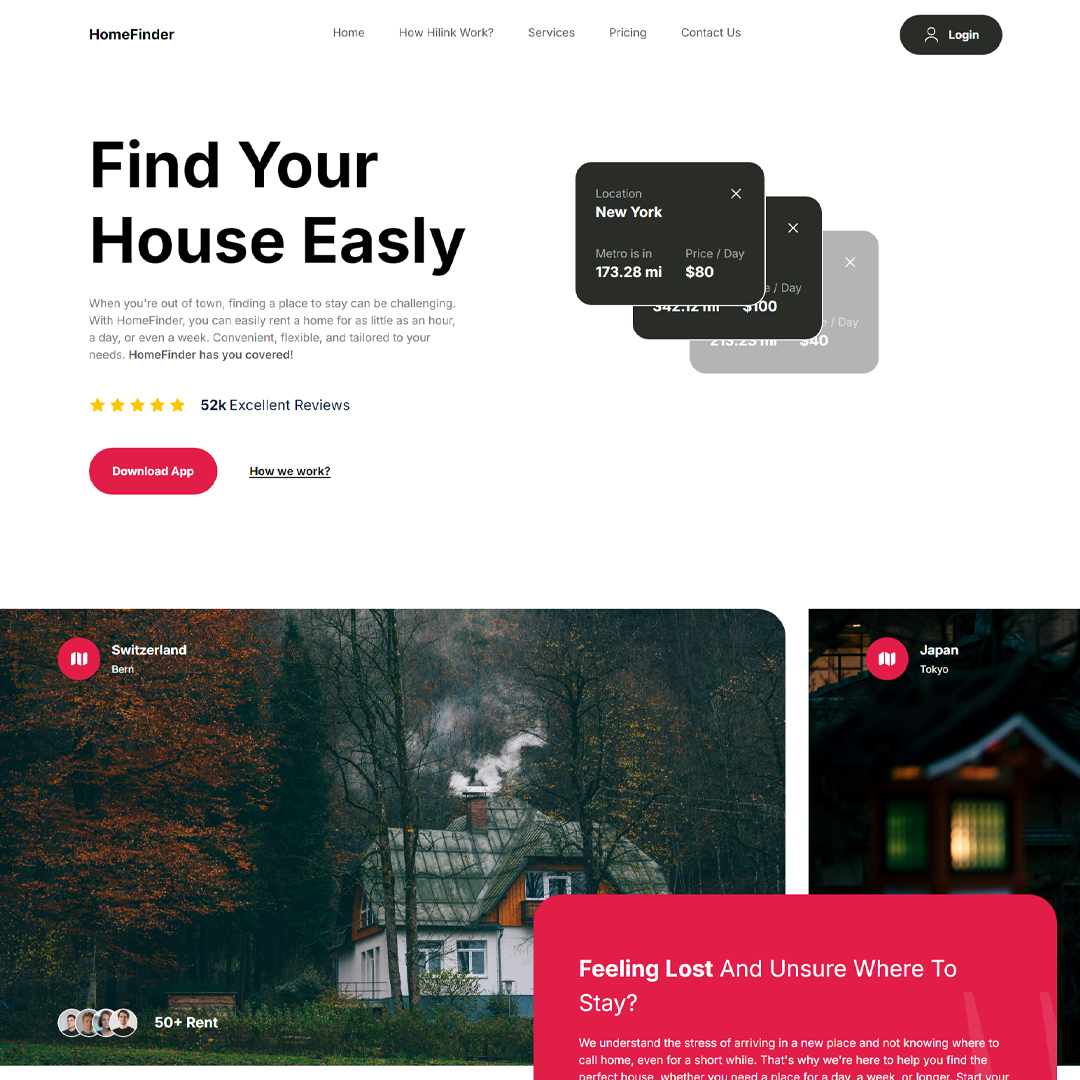 HomeFinder
Home
How Hilink Work?
Services
Pricing
Contact Us
Login
Find Your
House Easly
When you're out of town, finding a place to stay can be challenging.
With HomeFinder, you can easily rent a home for as little as an hour,
a day, or even a week. Convenient, flexible, and tailored to your
needs. HomeFinder has you covered!
52k Excellent Reviews
Download App
How we work?
Location
New York
Metro is in
Price / Day
173.28 mi
$80
e / Day
342.12 mi
$100
e / Day
213.23 mi
$40
Switzerland
Bern
Japan
Tokyo
50+ Rent
Feeling Lost And Unsure Where To
Stay?
We understand the stress of arriving in a new place and not knowing where to
call home, even for a short while. That's why we're here to help you find the
perfect house, whether you need a place for a day, a week, or longer. Start your